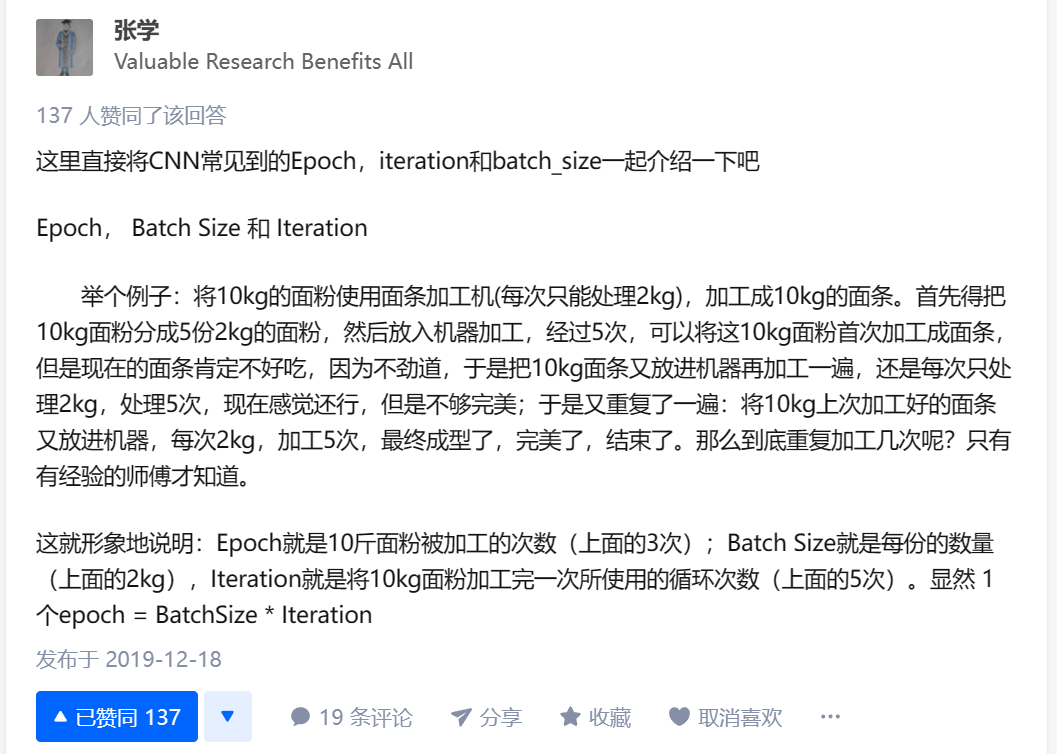 张学
Valuable Research Benefits All
137 人赞同了该回答
这里直接将CNN常见到的Epoch，iteration和batch_size一起介绍一下吧
Epoch， Batch Size 和 Iteration
举个例子：将10kg的面粉使用面条加工机(每次只能处理2kg)，加工成10kg的面条。首先得把
10kg面粉分成5份2kg的面粉，然后放入机器加工，经过5次，可以将这10kg面粉首次加工成面条，
但是现在的面条肯定不好吃，因为不劲道，于是把10kg面条又放进机器再加工一遍，还是每次只处
理2kg，处理5次，现在感觉还行，但是不够完美；于是又重复了一遍：将10kg上次加工好的面条
又放进机器，每次2kg，加工5次，最终成型了，完美了，结束了。那么到底重复加工几次呢？只有
有经验的师傅才知道。
这就形象地说明：Epoch就是10斤面粉被加工的次数（上面的3次）；Batch Size就是每份的数量
（上面的2kg），Iteration就是将10kg面粉加工完一次所使用的循环次数（上面的5次）。显然 1
个epoch = BatchSize * Iteration
发布于 2019-12-18
已赞同 137
19 条评论
分享
收藏
取消喜欢